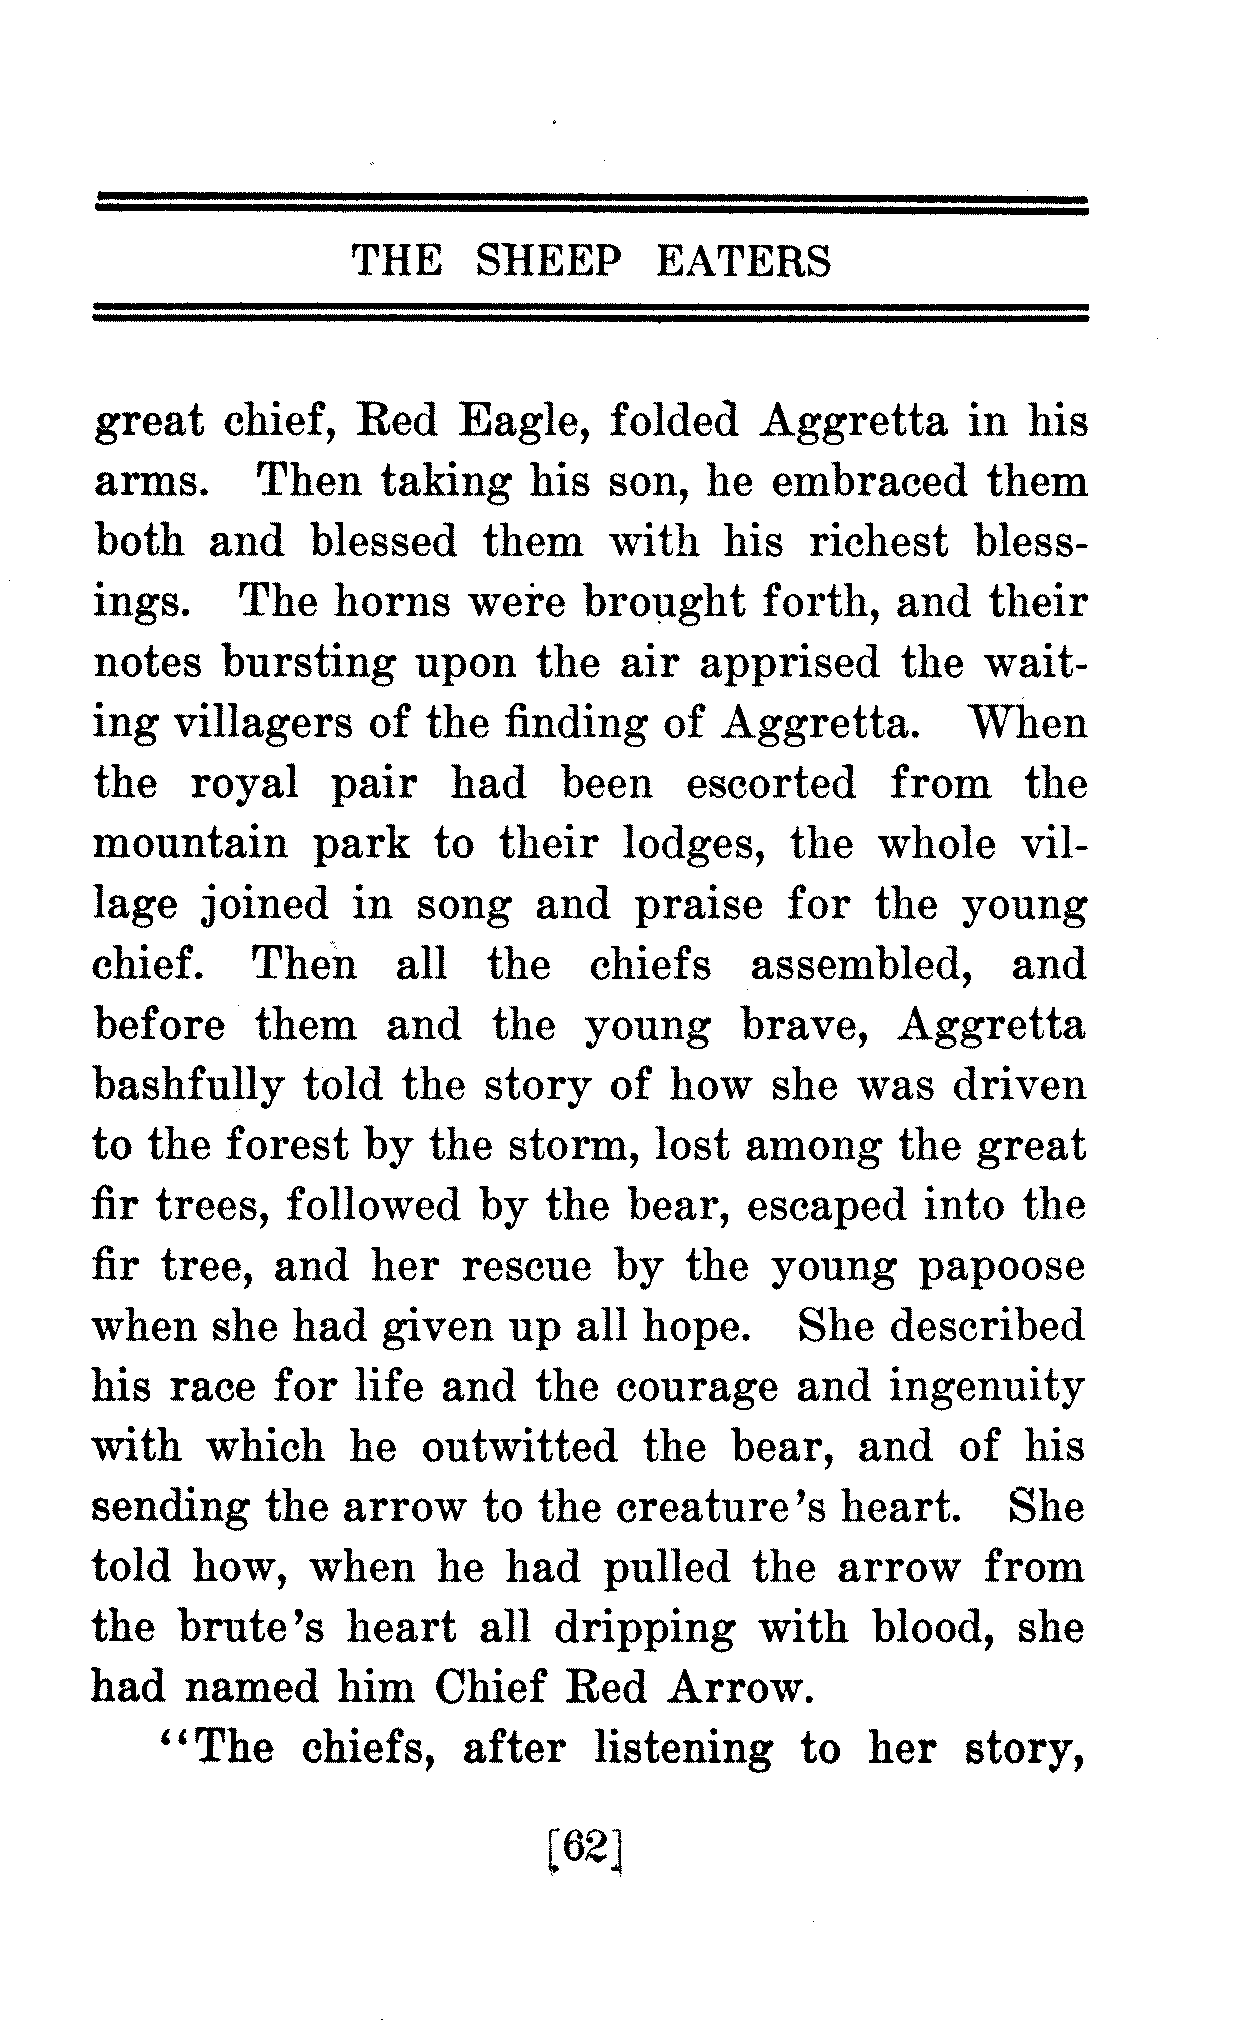 THE SHEEP EATERS
great chief, Red Eagle, folded Aggretta in his
arms. Then taking his son, he embraced them
both and blessed them with his richest bless-
ings. The horns were brought forth, and their
notes bursting upon the air apprised the wait-
ing villagers of the finding of Aggretta. When
the royal pair had been escorted from the
mountain park to their lodges, the whole vil-
lage joined in song and praise for the young
chief. Then all the chiefs assembled, and
before them and the young brave, Aggretta
bashfully told the story of how she was driven
to the forest by the storm, lost among the great
fir trees, followed by the bear, escaped into the
fir tree, and her rescue by the young papoose
when she had given up all hope. She described
his race for life and the courage and ingenuity
with which he outwitted the bear, and of his
sending the arrow to the creature's heart. She
told how, when he had pulled the arrow from
the brute's heart all dripping with blood, she
had named him Chief Red Arrow.
"The chiefs, after listening to her story,
[62]